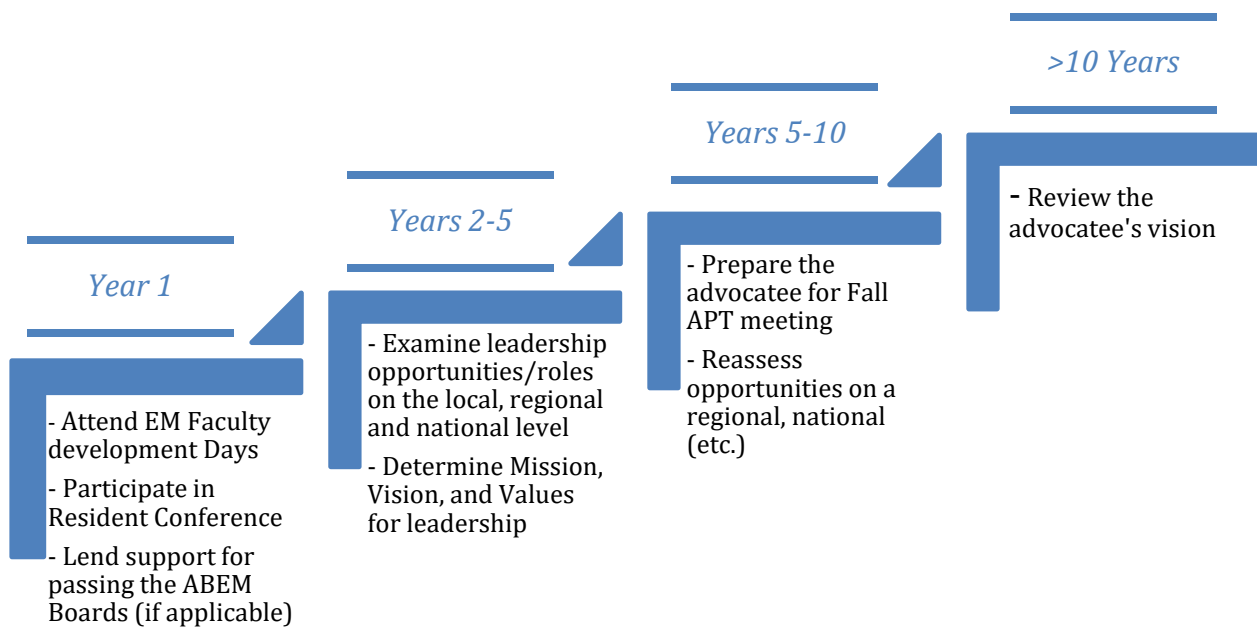 Year 1
- Attend EM Faculty
development Days
- Participate in
Resident Conference
- Lend support for
passing the ABEM
Boards (if applicable)
Years 2-5
- Examine leadership
opportunities/roles
on the local, regional
and national level
- Determine Mission,
Vision, and Values
for leadership
Years 5-10
- Prepare the
advocatee for Fall
APT meeting
- Reassess
opportunities on a
regional, national
(etc.)
>10 Years
- Review the
advocatee's vision